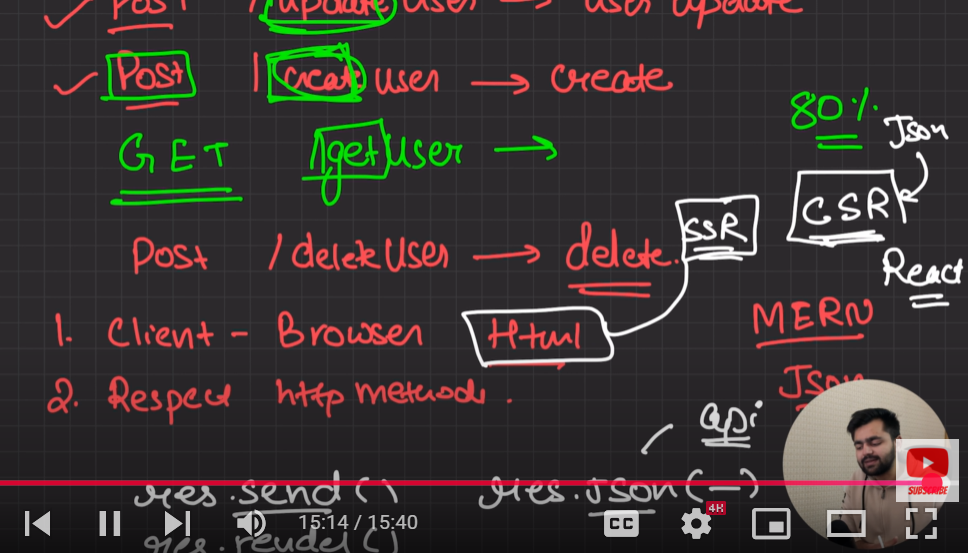 ✓ Post /update user → user update
✓ Post /create user → create
GET /get User →
80%
Json
SSR CSR
Post /delete User → delete.
React
1. Client - Browser Html
MERN
2. Respect http methods.
Json
api
res.send() res.Json(—)
SUBSCRIBE
res.render()
15:14 / 15:40
CC
4K